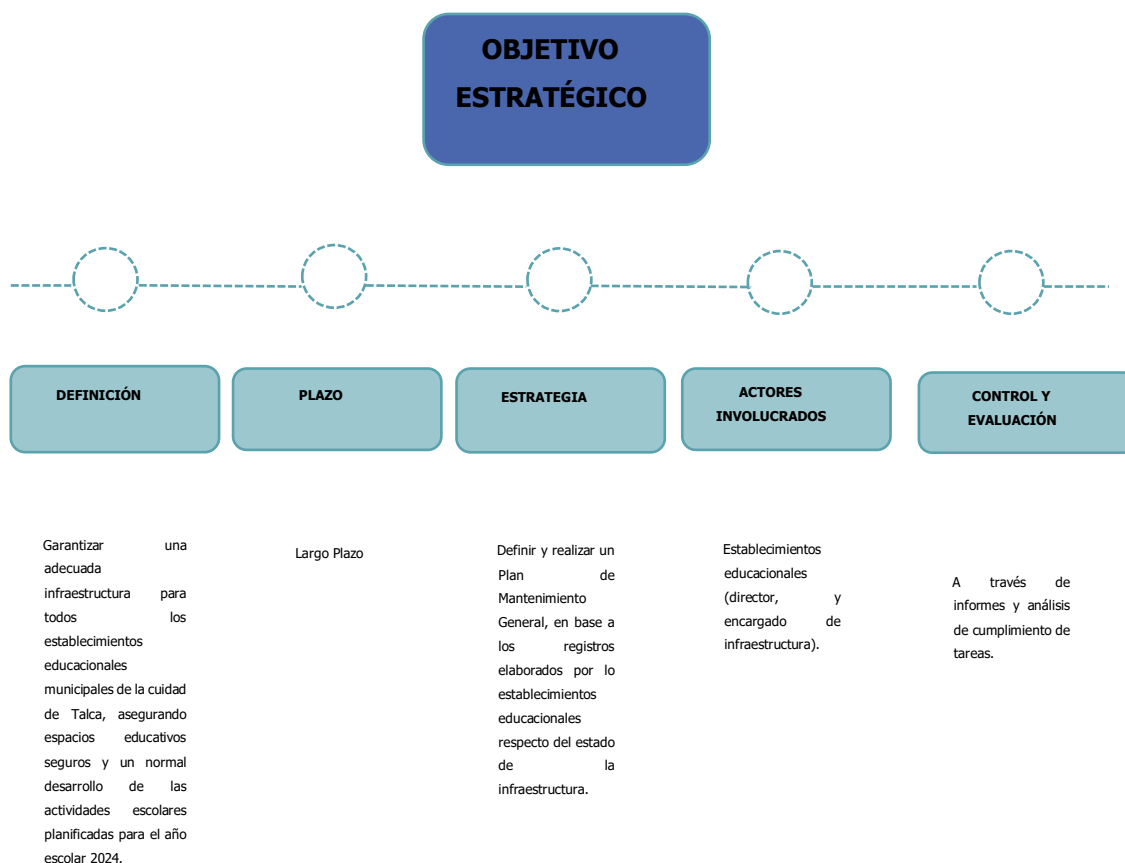 OBJETIVO
ESTRATÉGICO
DEFINICIÓN
PLAZO
ESTRATEGIA
ACTORES
INVOLUCRADOS
CONTROL Y
EVALUACIÓN
Garantizar una
adecuada
infraestructura para
todos los
establecimientos
educacionales
municipales de la cuidad
de Talca, asegurando
espacios educativos
seguros y un normal
desarrollo de las
actividades escolares
planificadas para el año
escolar 2024.
Largo Plazo
Definir y realizar un
Plan de
Mantenimiento
General, en base a
los registros
elaborados por lo
establecimientos
educacionales
respecto del estado
de la
infraestructura.
Establecimientos
educacionales
(director, y
encargado de
infraestructura).
A través de
informes y análisis
de cumplimiento de
tareas.